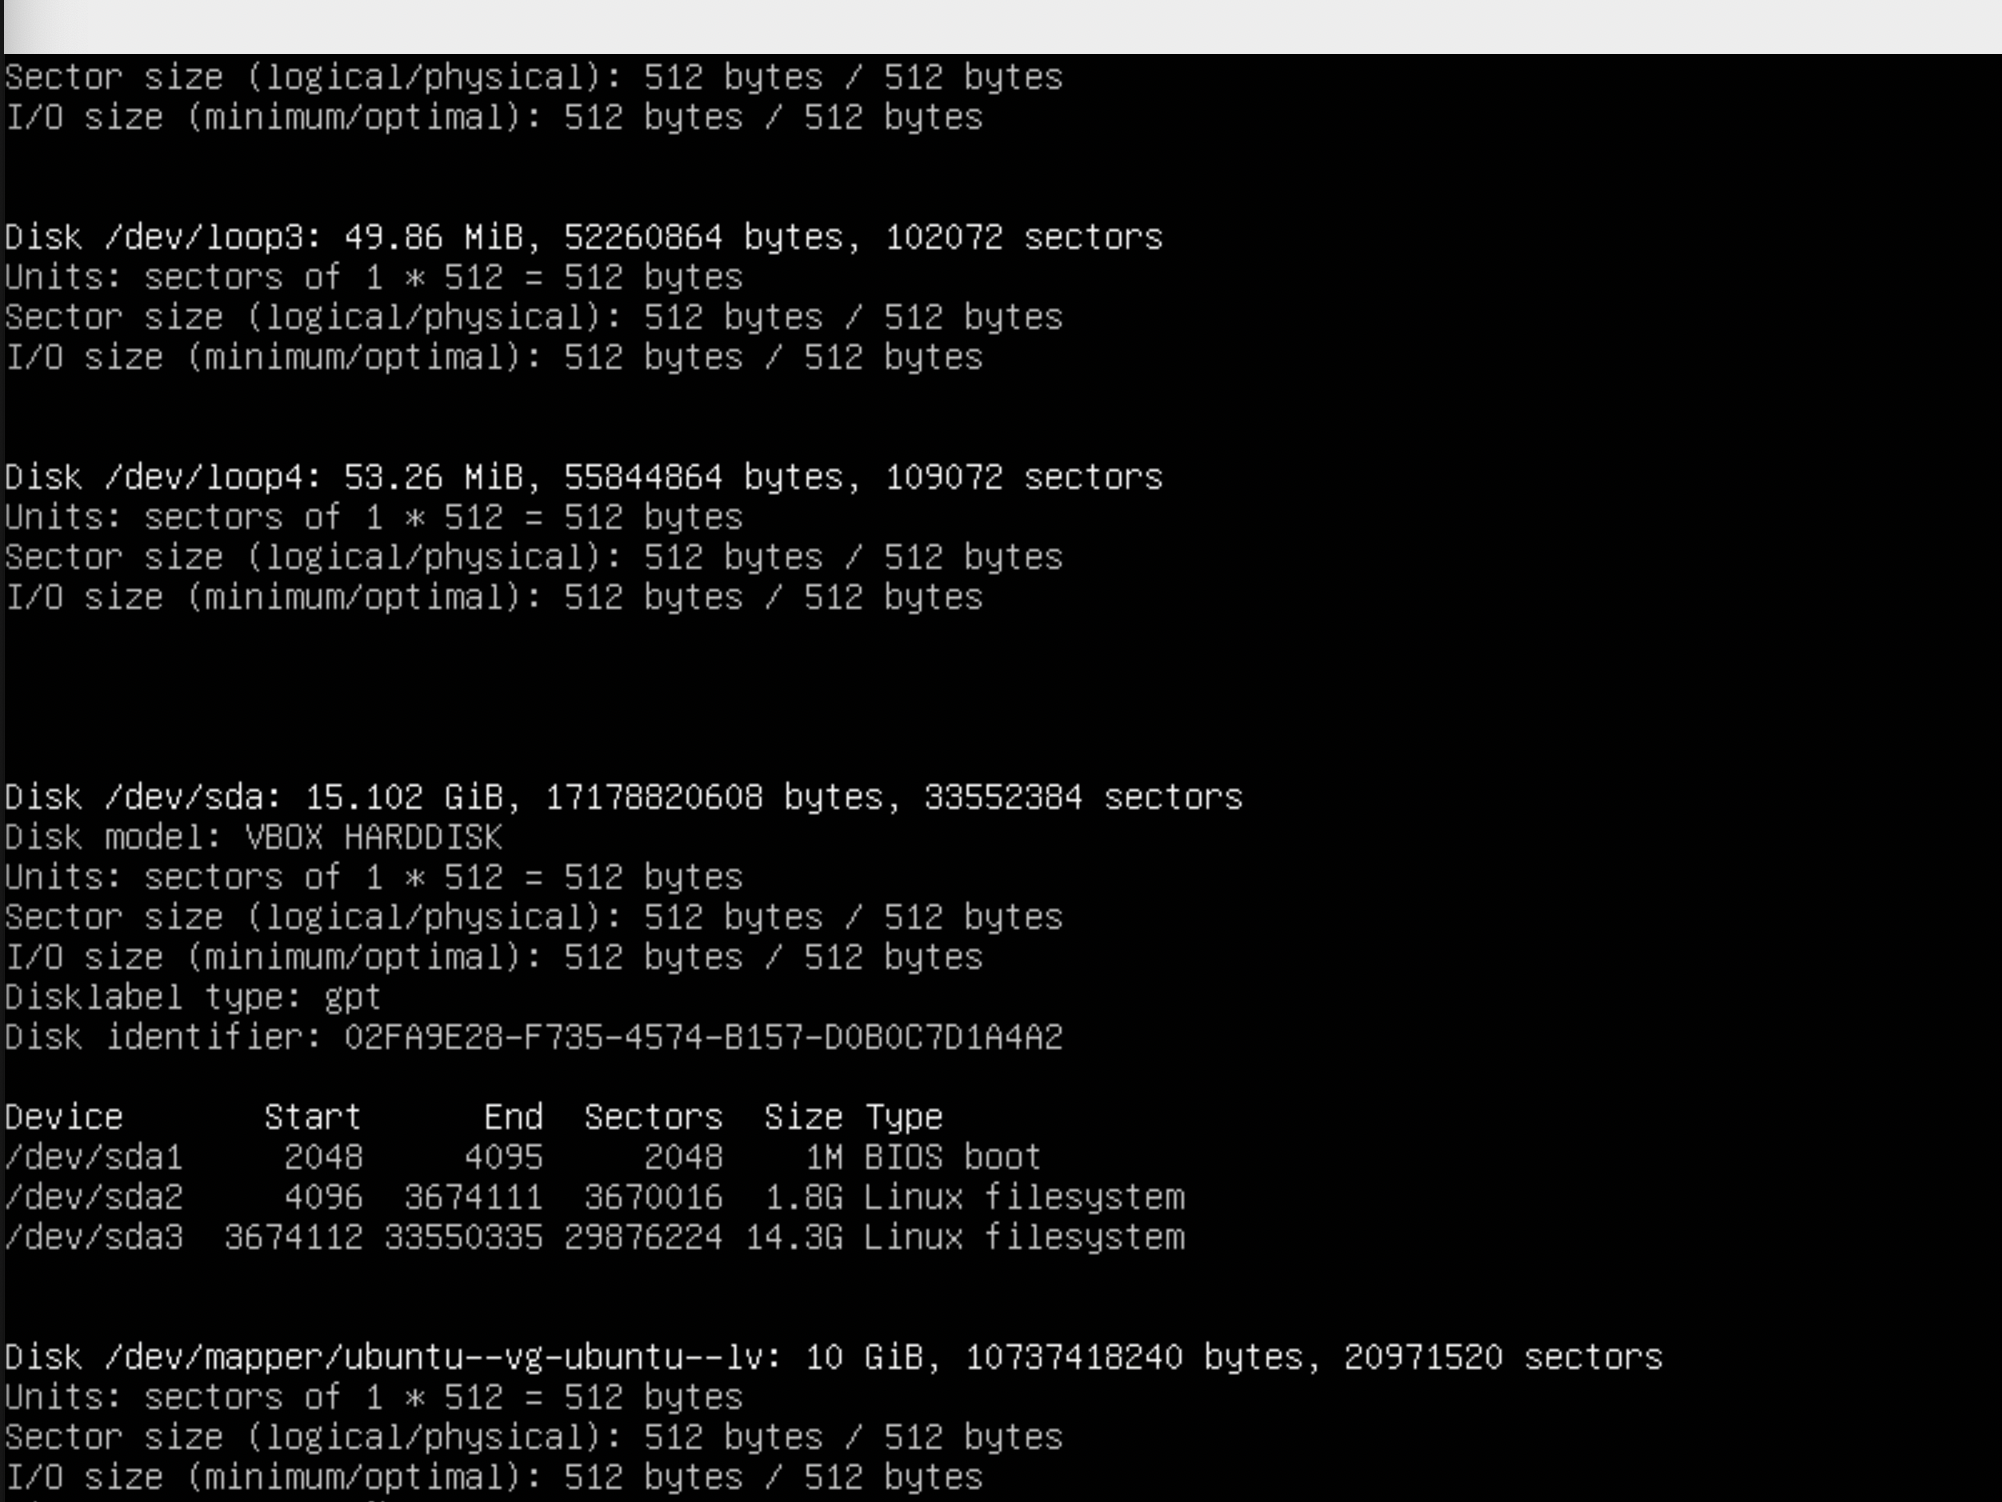 Sector size (logical/physical): 512 bytes / 512 bytes
I/O size (minimum/optimal): 512 bytes / 512 bytes
Disk /dev/loop3: 49.86 MiB, 52260864 bytes, 102072 sectors
Units: sectors of 1 * 512 = 512 bytes
Sector size (logical/physical): 512 bytes / 512 bytes
I/O size (minimum/optimal): 512 bytes / 512 bytes
Disk /dev/loop4: 53.26 MiB, 55844864 bytes, 109072 sectors
Units: sectors of 1 * 512 = 512 bytes
Sector size (logical/physical): 512 bytes / 512 bytes
I/O size (minimum/optimal): 512 bytes / 512 bytes
Disk /dev/sda: 15.102 GiB, 17178820608 bytes, 33552384 sectors
Disk model: VBOX HARDDISK
Units: sectors of 1 * 512 = 512 bytes
Sector size (logical/physical): 512 bytes / 512 bytes
I/O size (minimum/optimal): 512 bytes / 512 bytes
Disklabel type: gpt
Disk identifier: 02FA9E28-F735-4574-B157-D0B0C7D1A4A2
Device Start End Sectors Size Type
/dev/sda1 2048 4095 2048 1M BIOS boot
/dev/sda2 4096 3674111 3670016 1.8G Linux filesystem
/dev/sda3 3674112 33550335 29876224 14.3G Linux filesystem
Disk /dev/mapper/ubuntu--vg-ubuntu--lv: 10 GiB, 10737418240 bytes, 20971520 sectors
Units: sectors of 1 * 512 = 512 bytes
Sector size (logical/physical): 512 bytes / 512 bytes
I/O size (minimum/optimal): 512 bytes / 512 bytes